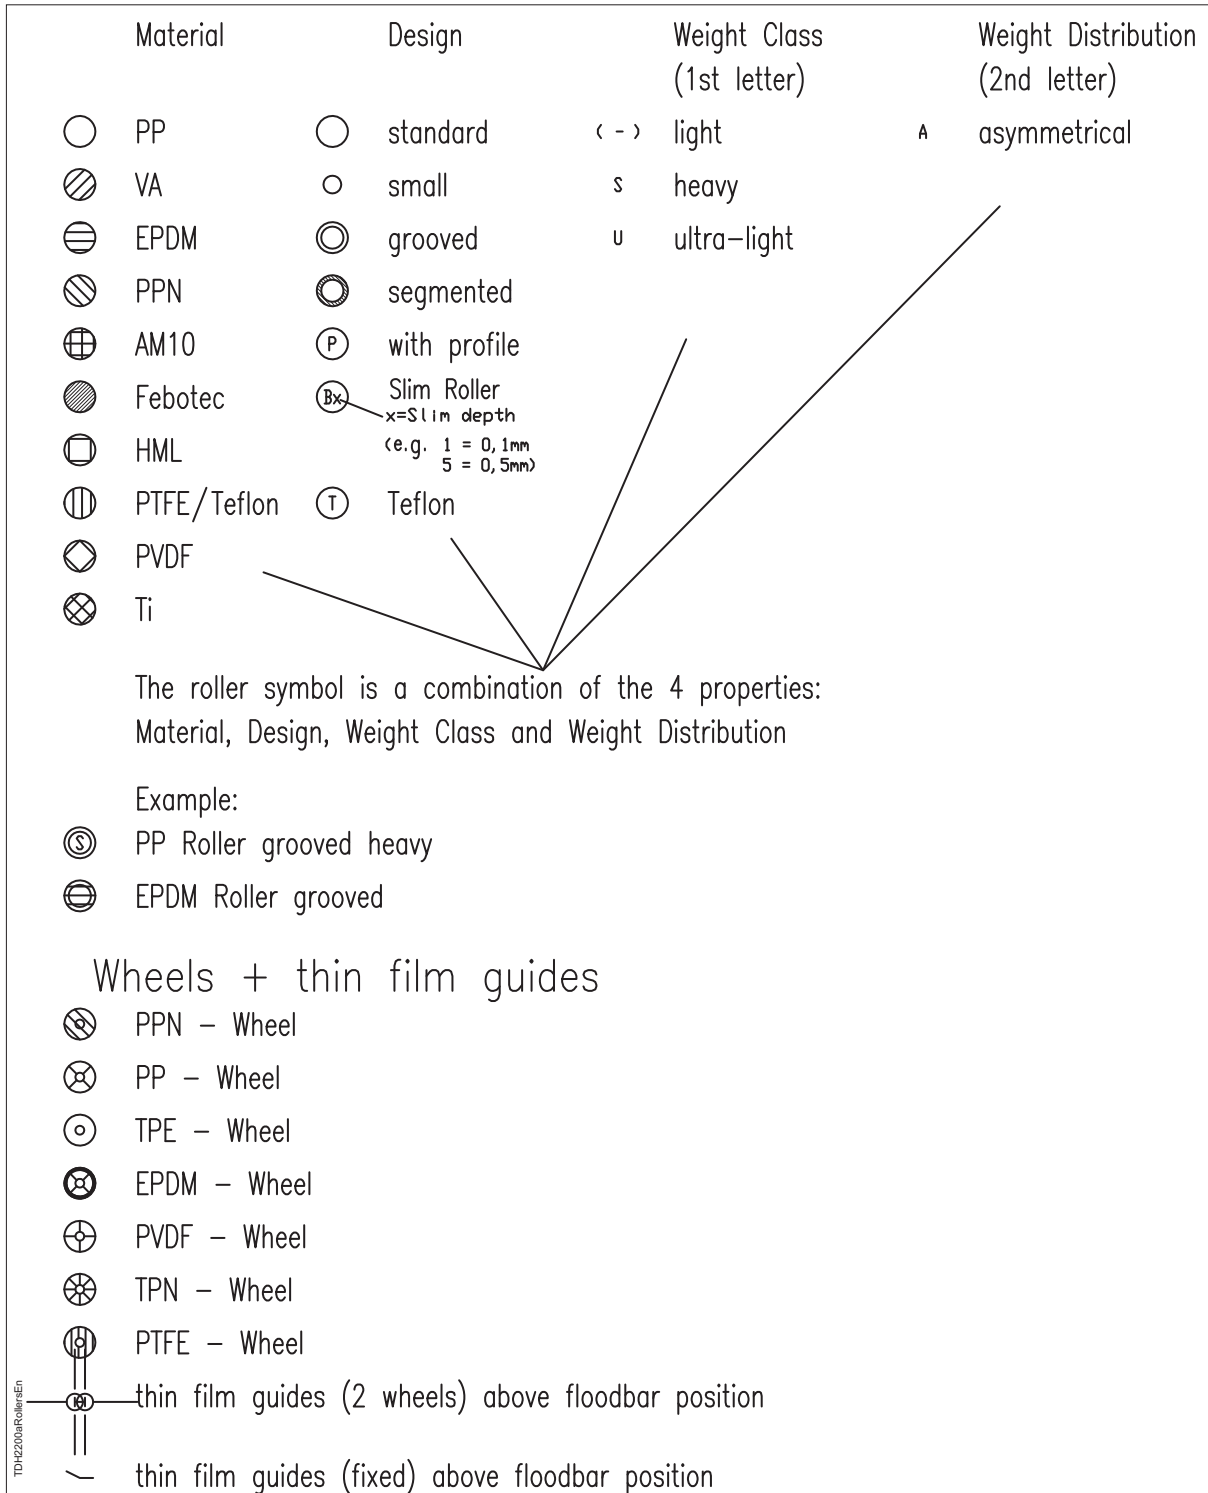 Material Design Weight Class Weight Distribution
(1st letter) (2nd letter)
PP standard ( - ) light A asymmetrical
VA small S heavy
EPDM grooved U ultra-light
PPN segmented
AM10 P with profile
Febotec Bx Slim Roller
x=Slim depth
HML (e.g. 1 = 0,1mm
5 = 0,5mm)
PTFE/Teflon T Teflon
PVDF
Ti
The roller symbol is a combination of the 4 properties:
Material, Design, Weight Class and Weight Distribution
Example:
S PP Roller grooved heavy
EPDM Roller grooved
Wheels + thin film guides
PPN - Wheel
PP - Wheel
TPE - Wheel
EPDM - Wheel
PVDF - Wheel
TPN - Wheel
PTFE - Wheel
thin film guides (2 wheels) above floodbar position
thin film guides (fixed) above floodbar position
TDH2200aRollersEn